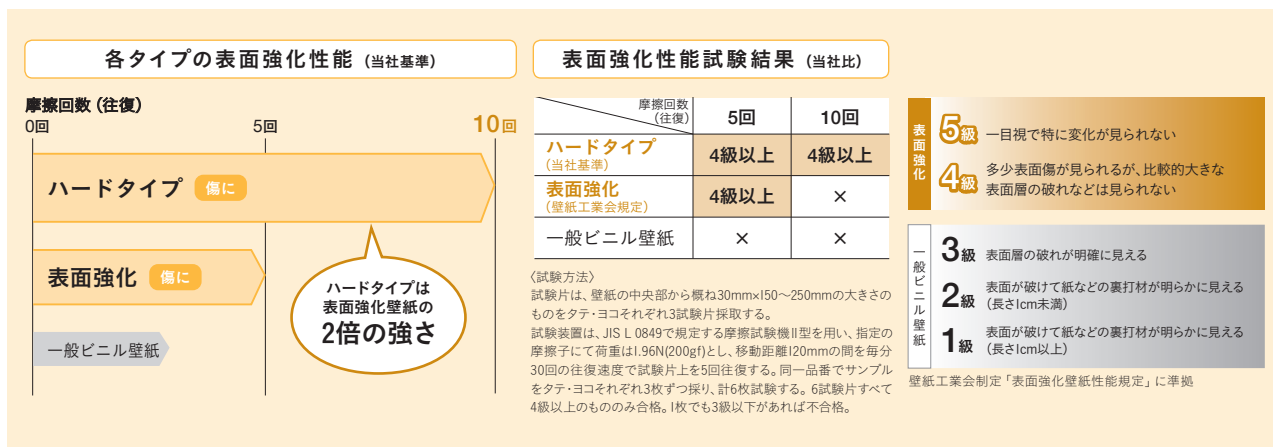 各タイプの表面強化性能（当社基準）
摩擦回数（往復）
0回
5回
10回
ハードタイプ 傷に
表面強化 傷に
一般ビニル壁紙
ハードタイプは
表面強化壁紙の
2倍の強さ
表面強化性能試験結果（当社比）
摩擦回数
（往復）
5回 10回
ハードタイプ
（当社基準）
4級以上 4級以上
表面強化
（壁紙工業会規定）
4級以上 ×
一般ビニル壁紙 × ×
〈試験方法〉
試験片は、壁紙の中央部から概ね30mm×150〜250mmの大きさの
ものをタテ・ヨコそれぞれ3試験片採取する。
試験装置は、JIS L 0849で規定する摩擦試験機II型を用い、指定の
摩擦子にて荷重は1.96N(200gf)とし、移動距離120mmの間を毎分
30回の往復速度で試験片上を5回往復する。同一品番でサンプル
をタテ・ヨコそれぞれ3枚ずつ採り、計6枚試験する。6試験片すべて
4級以上のもののみ合格。1枚でも3級以下があれば不合格。
表面強化
5級 一目視で特に変化が見られない
4級 多少表面傷が見られるが、比較的大きな
表面層の破れなどは見られない
一般ビニル壁紙
3級 表面層の破れが明確に見える
2級 表面が破けて紙などの裏打材が明らかに見える
（長さ1cm未満）
1級 表面が破けて紙などの裏打材が明らかに見える
（長さ1cm以上）
壁紙工業会制定「表面強化壁紙性能規定」に準拠